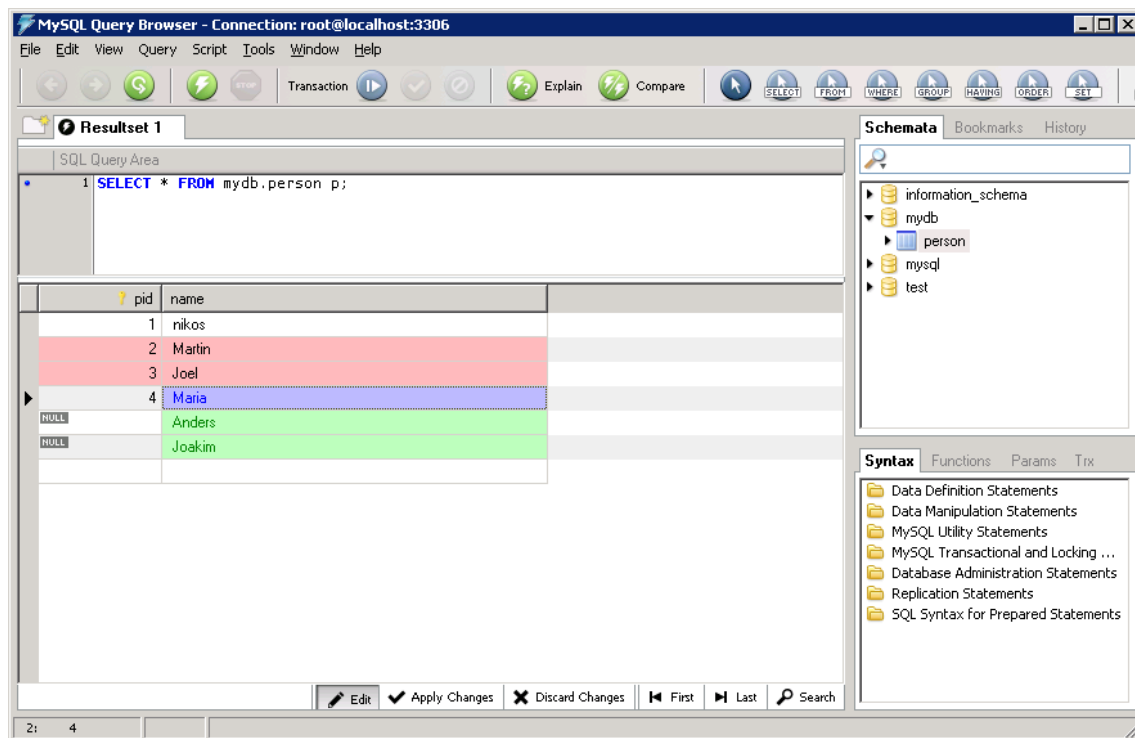 MySQL Query Browser - Connection: root@localhost:3306
File Edit View Query Script Tools Window Help
STOP Transaction Explain Compare SELECT FROM WHERE GROUP HAVING ORDER SET
Resultset 1
SQL Query Area
1 SELECT * FROM mydb.person p;
pid name
1 nikos
2 Martin
3 Joel
4 Maria
NULL Anders
NULL Joakim
Edit Apply Changes Discard Changes First Last Search
2: 4
Schemata Bookmarks History
information_schema
mydb
person
mysql
test
Syntax Functions Params Trx
Data Definition Statements
Data Manipulation Statements
MySQL Utility Statements
MySQL Transactional and Locking ...
Database Administration Statements
Replication Statements
SQL Syntax for Prepared Statements